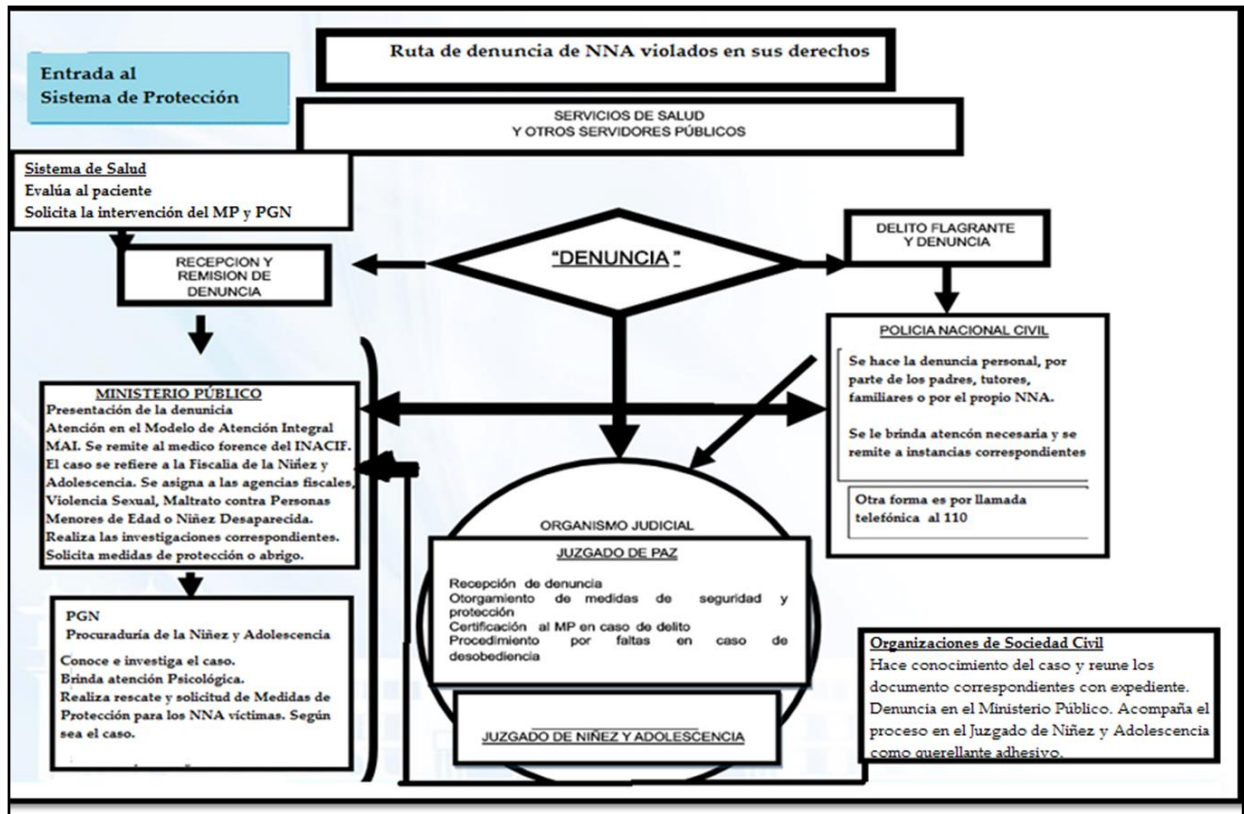 Ruta de denuncia de NNA violados en sus derechos
Entrada al
Sistema de Protección
SERVICIOS DE SALUD
Y OTROS SERVIDORES PÚBLICOS
Sistema de Salud
Evalúa al paciente
Solicita la intervención del MP y PGN
RECEPCION Y
REMISION DE
DENUNCIA
“DENUNCIA ”
DELITO FLAGRANTE
Y DENUNCIA
MINISTERIO PÚBLICO
Presentación de la denunicia
Atención en el Modelo de Atención Integral
MAI. Se remite al medico forence del INACIF.
El caso se refiere a la Fiscalia de la Niñez y
Adolescencia. Se asigna a las agencias fiscales,
Violencia Sexual, Maltrato contra Personas
Menores de Edad o Niñez Desaparecida.
Realiza las investigaciones correspondientes.
Solicita medidas de protección o abrigo.
POLICIA NACIONAL CIVIL
Se hace la denuncia personal, por
parte de los padres, tutores,
familiares o por el propio NNA.
Se le brinda atencón necesaria y se
remite a instancias correspondientes
Otra forma es por llamada
telefónica al 110
ORGANISMO JUDICIAL
JUZGADO DE PAZ
Recepción de denuncia
Otorgamiento de medidas de seguridad y
protección
Certificación al MP en caso de delito
Procedimiento por faltas en caso de
desobediencia
JUZGADO DE NIÑEZ Y ADOLESCENCIA
PGN
Procuraduría de la Niñez y Adolescencia
Conoce e investiga el caso.
Brinda atención Psicológica.
Realiza rescate y solicitud de Medidas de
Protección para los NNA víctimas. Según
sea el caso.
Organizaciones de Sociedad Civil
Hace conocimiento del caso y reune los
documento correspondientes con expediente.
Denuncia en el Ministerio Público. Acompaña el
proceso en el Juzgado de Niñez y Adolescencia
como querellante adhesivo.